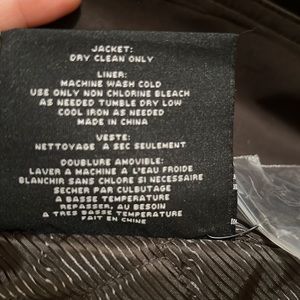 JACKET:
DRY CLEAN ONLY
LINER:
MACHINE WASH COLD
USE ONLY NON CHLORINE BLEACH
AS NEEDED TUMBLE DRY LOW
COOL IRON AS NEEDED
MADE IN CHINA
VESTE:
NETTOYAGE A SEC SEULEMENT
DOUBLURE AMOVIBLE:
LAVER A MACHINE A L'EAU FROIDE
BLANCHIR SANS CHLORE SI NECESSAIRE
SECHER PAR CULBUTAGE
A BASSE TEMPERATURE
REPASSER, AU BESOIN
A TRES BASSE TEMPERATURE
FAIT EN CHINE